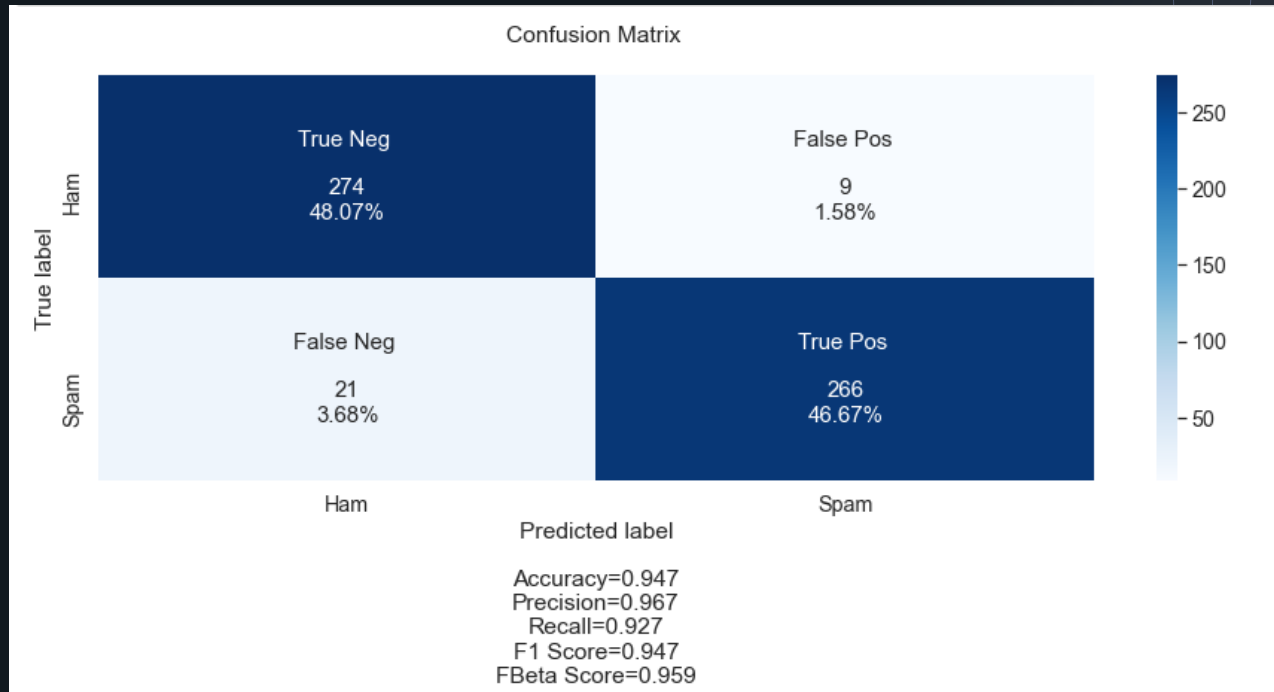 Confusion Matrix
True Neg
274
48.07%
False Pos
9
1.58%
False Neg
21
3.68%
True Pos
266
46.67%
True label
Ham
Spam
Ham
Spam
Predicted label
Accuracy=0.947
Precision=0.967
Recall=0.927
F1 Score=0.947
FBeta Score=0.959
250
200
150
100
50